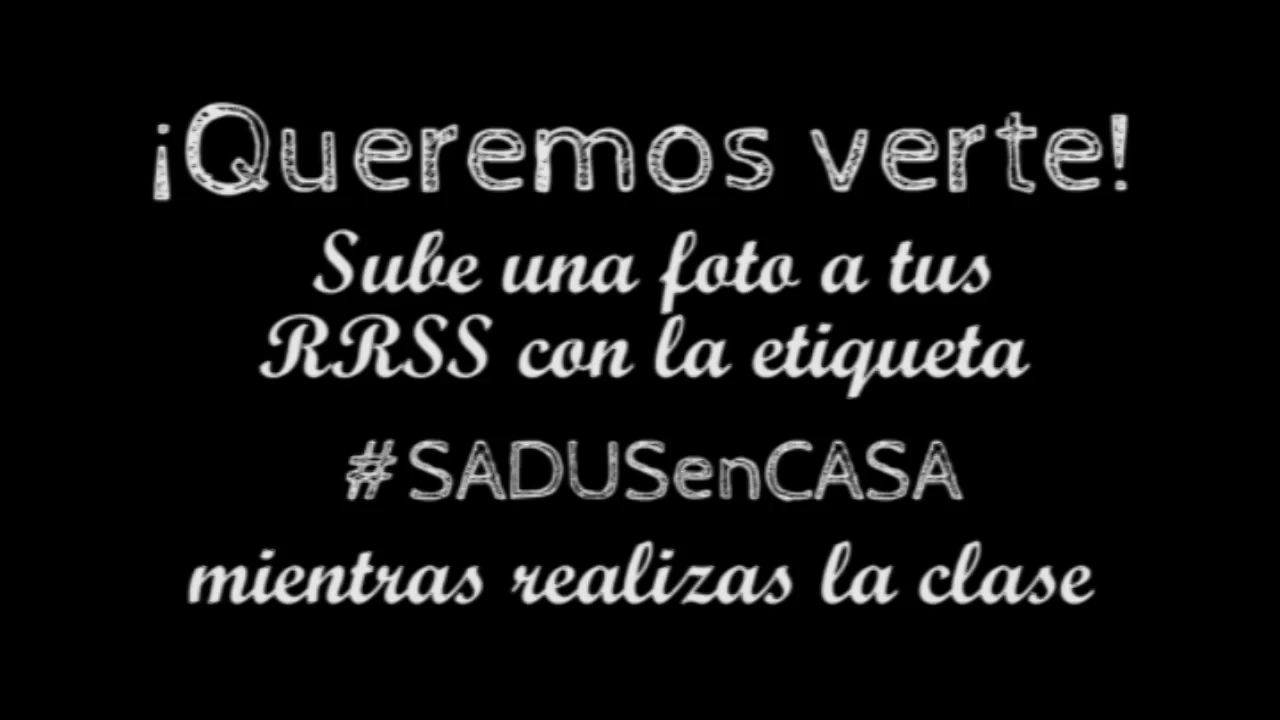 ¡Queremos verte!
Sube una foto a tus
RRSS con la etiqueta
#SADUSenCASA
mientras realizas la clase